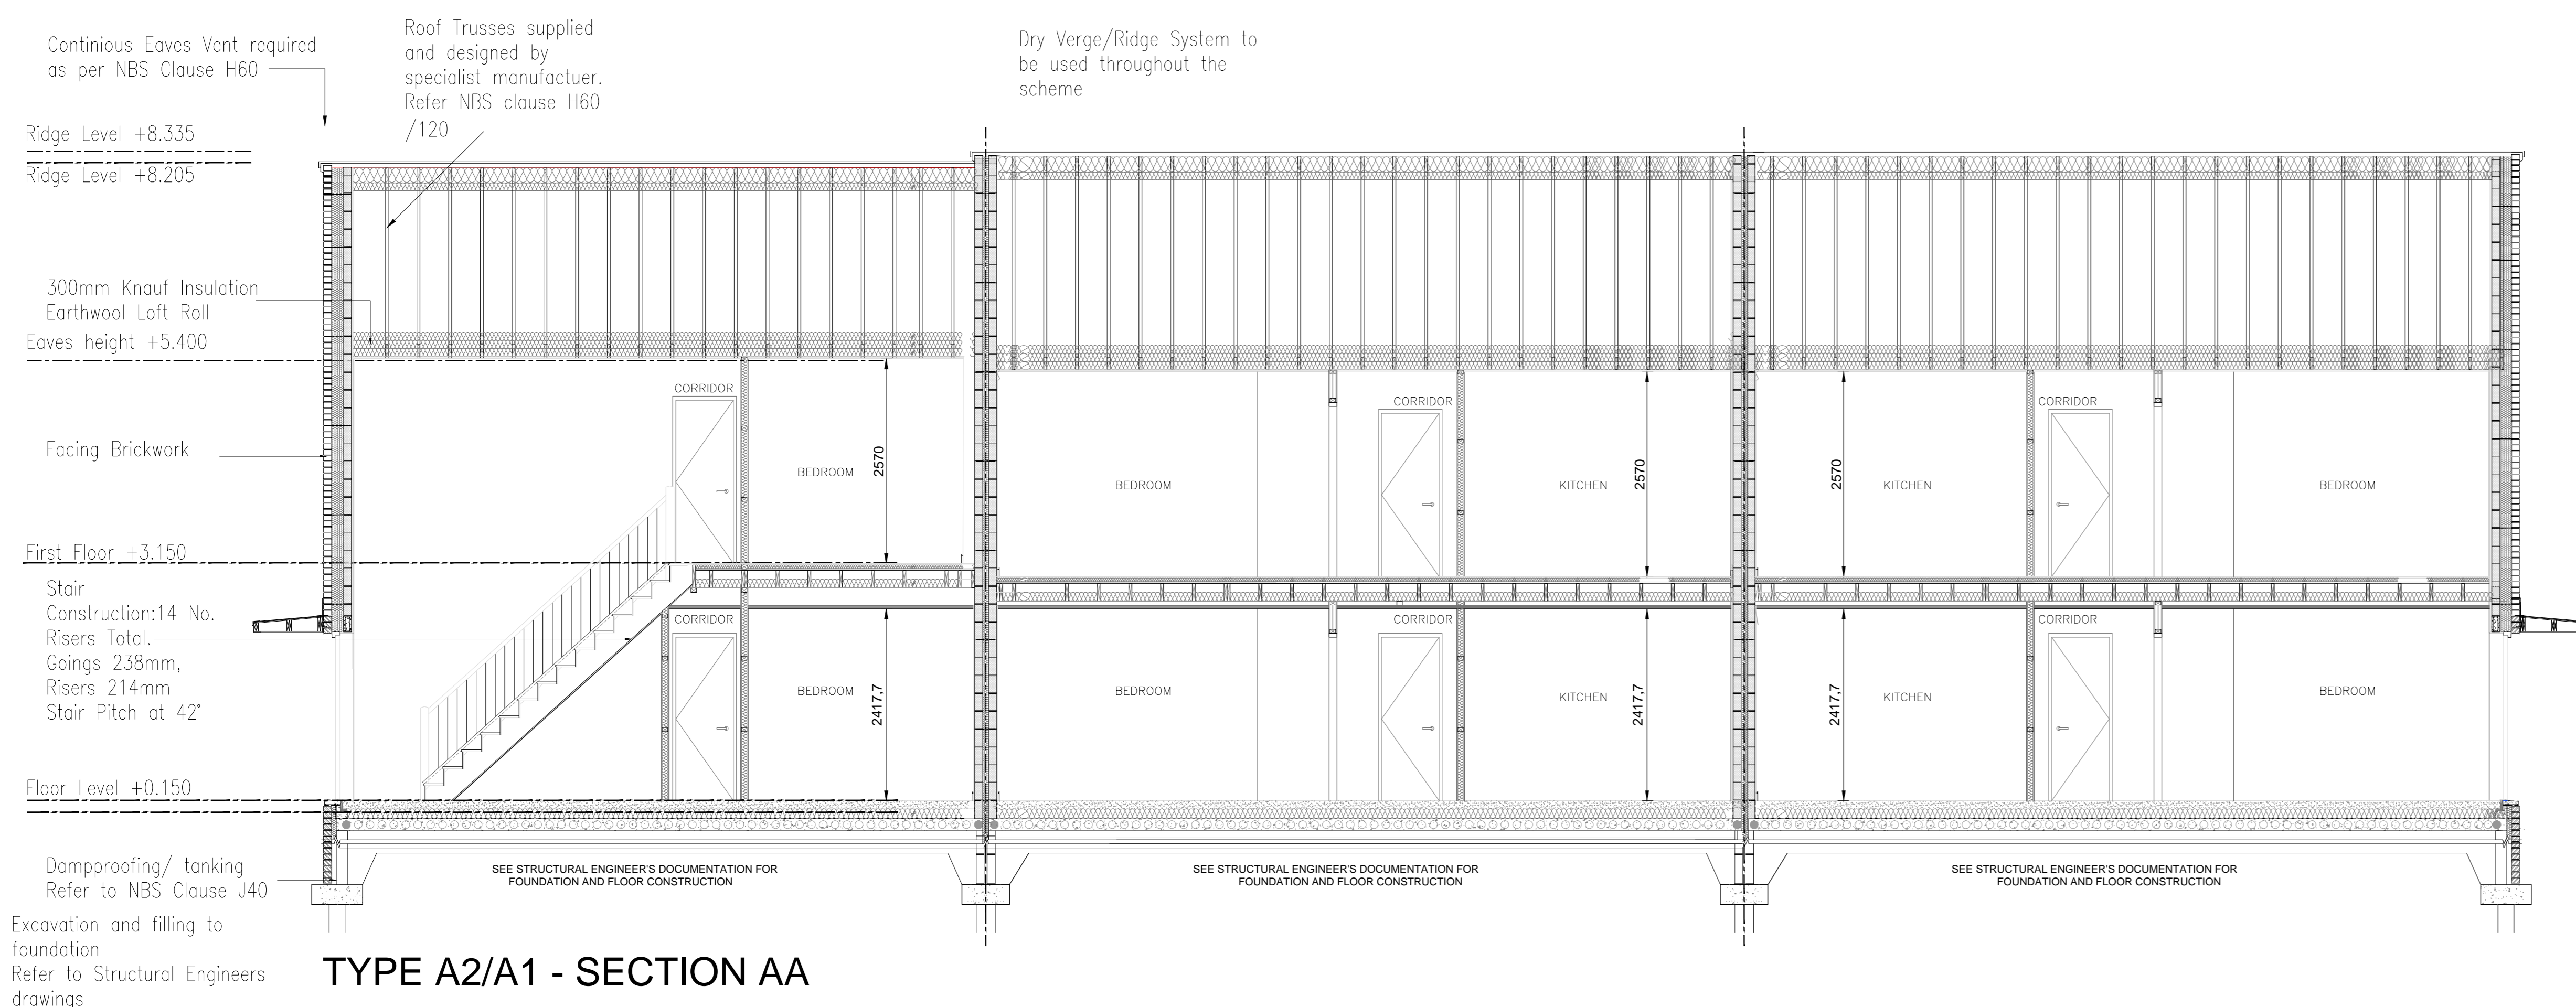 Continious Eaves Vent required
as per NBS Clause H60
Roof Trusses supplied
and designed by
specialist manufactuer.
Refer NBS clause H60
/120
Dry Verge/Ridge System to
be used throughout the
scheme
Ridge Level +8.335
Ridge Level +8.205
300mm Knauf Insulation
Earthwool Loft Roll
Eaves height +5.400
CORRIDOR
CORRIDOR
CORRIDOR
Facing Brickwork
BEDROOM
2570
BEDROOM
KITCHEN
2570
2570
KITCHEN
BEDROOM
First Floor +3.150
Stair
Construction:14 No.
Risers Total.
Goings 238mm,
Risers 214mm
Stair Pitch at 42°
CORRIDOR
CORRIDOR
CORRIDOR
BEDROOM
2417,7
BEDROOM
KITCHEN
2417,7
2417,7
KITCHEN
BEDROOM
Floor Level +0.150
Dampproofing/ tanking
Refer to NBS Clause J40
SEE STRUCTURAL ENGINEER'S DOCUMENTATION FOR
FOUNDATION AND FLOOR CONSTRUCTION
SEE STRUCTURAL ENGINEER'S DOCUMENTATION FOR
FOUNDATION AND FLOOR CONSTRUCTION
SEE STRUCTURAL ENGINEER'S DOCUMENTATION FOR
FOUNDATION AND FLOOR CONSTRUCTION
Excavation and filling to
foundation
Refer to Structural Engineers
drawings
TYPE A2/A1 - SECTION AA